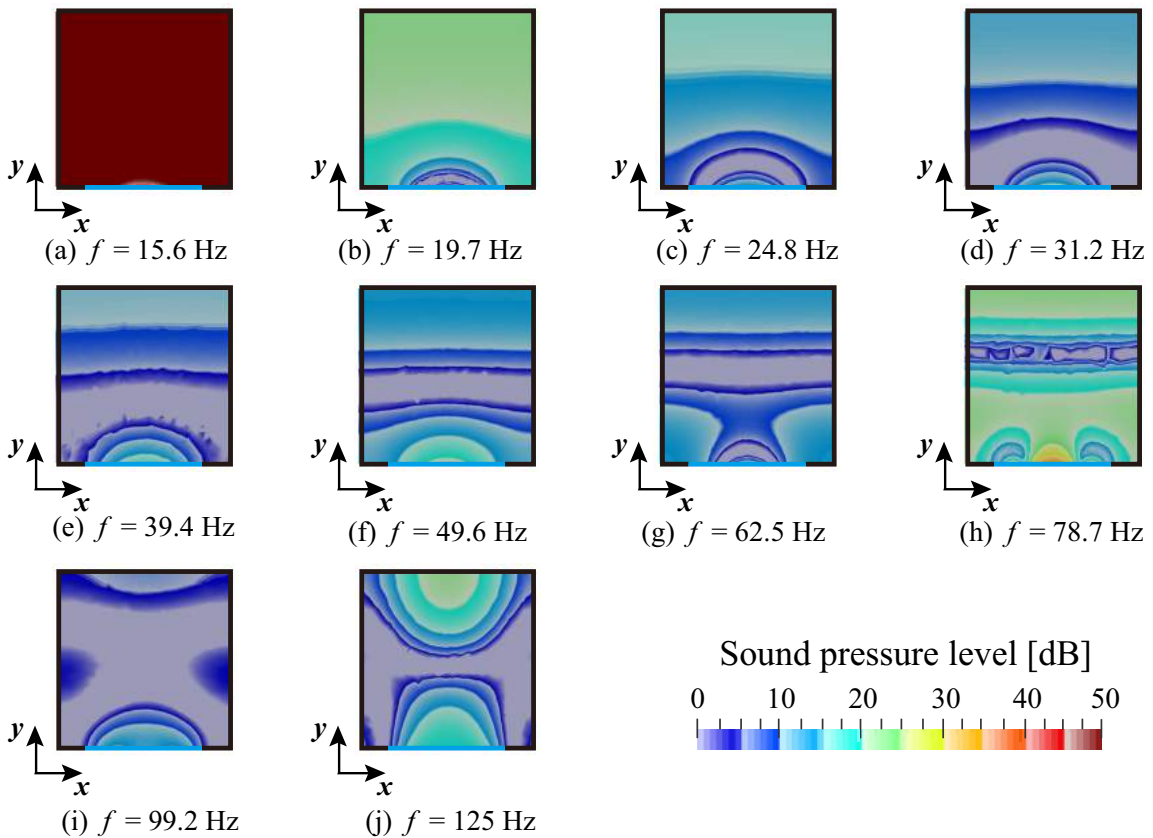 y
x
(a) f = 15.6 Hz
y
x
(b) f = 19.7 Hz
y
x
(c) f = 24.8 Hz
y
x
(d) f = 31.2 Hz
y
x
(e) f = 39.4 Hz
y
x
(f) f = 49.6 Hz
y
x
(g) f = 62.5 Hz
y
x
(h) f = 78.7 Hz
y
x
(i) f = 99.2 Hz
y
x
(j) f = 125 Hz
Sound pressure level [dB]
0 10 20 30 40 50